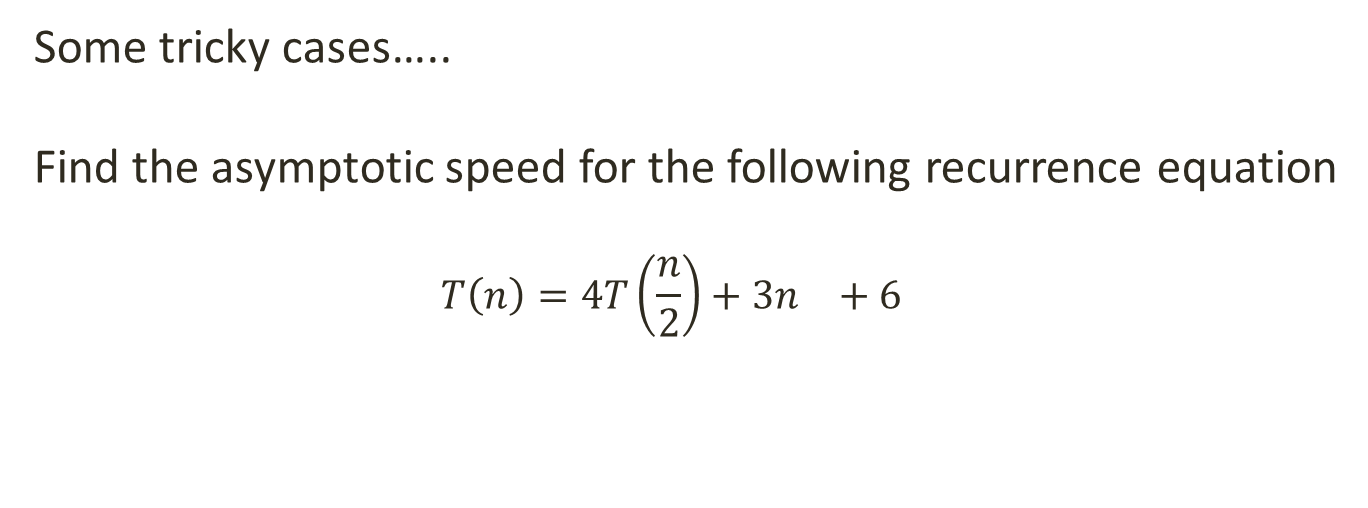 Some tricky cases.....
Find the asymptotic speed for the following recurrence equation
T(n) = 4T(n/2) + 3n + 6